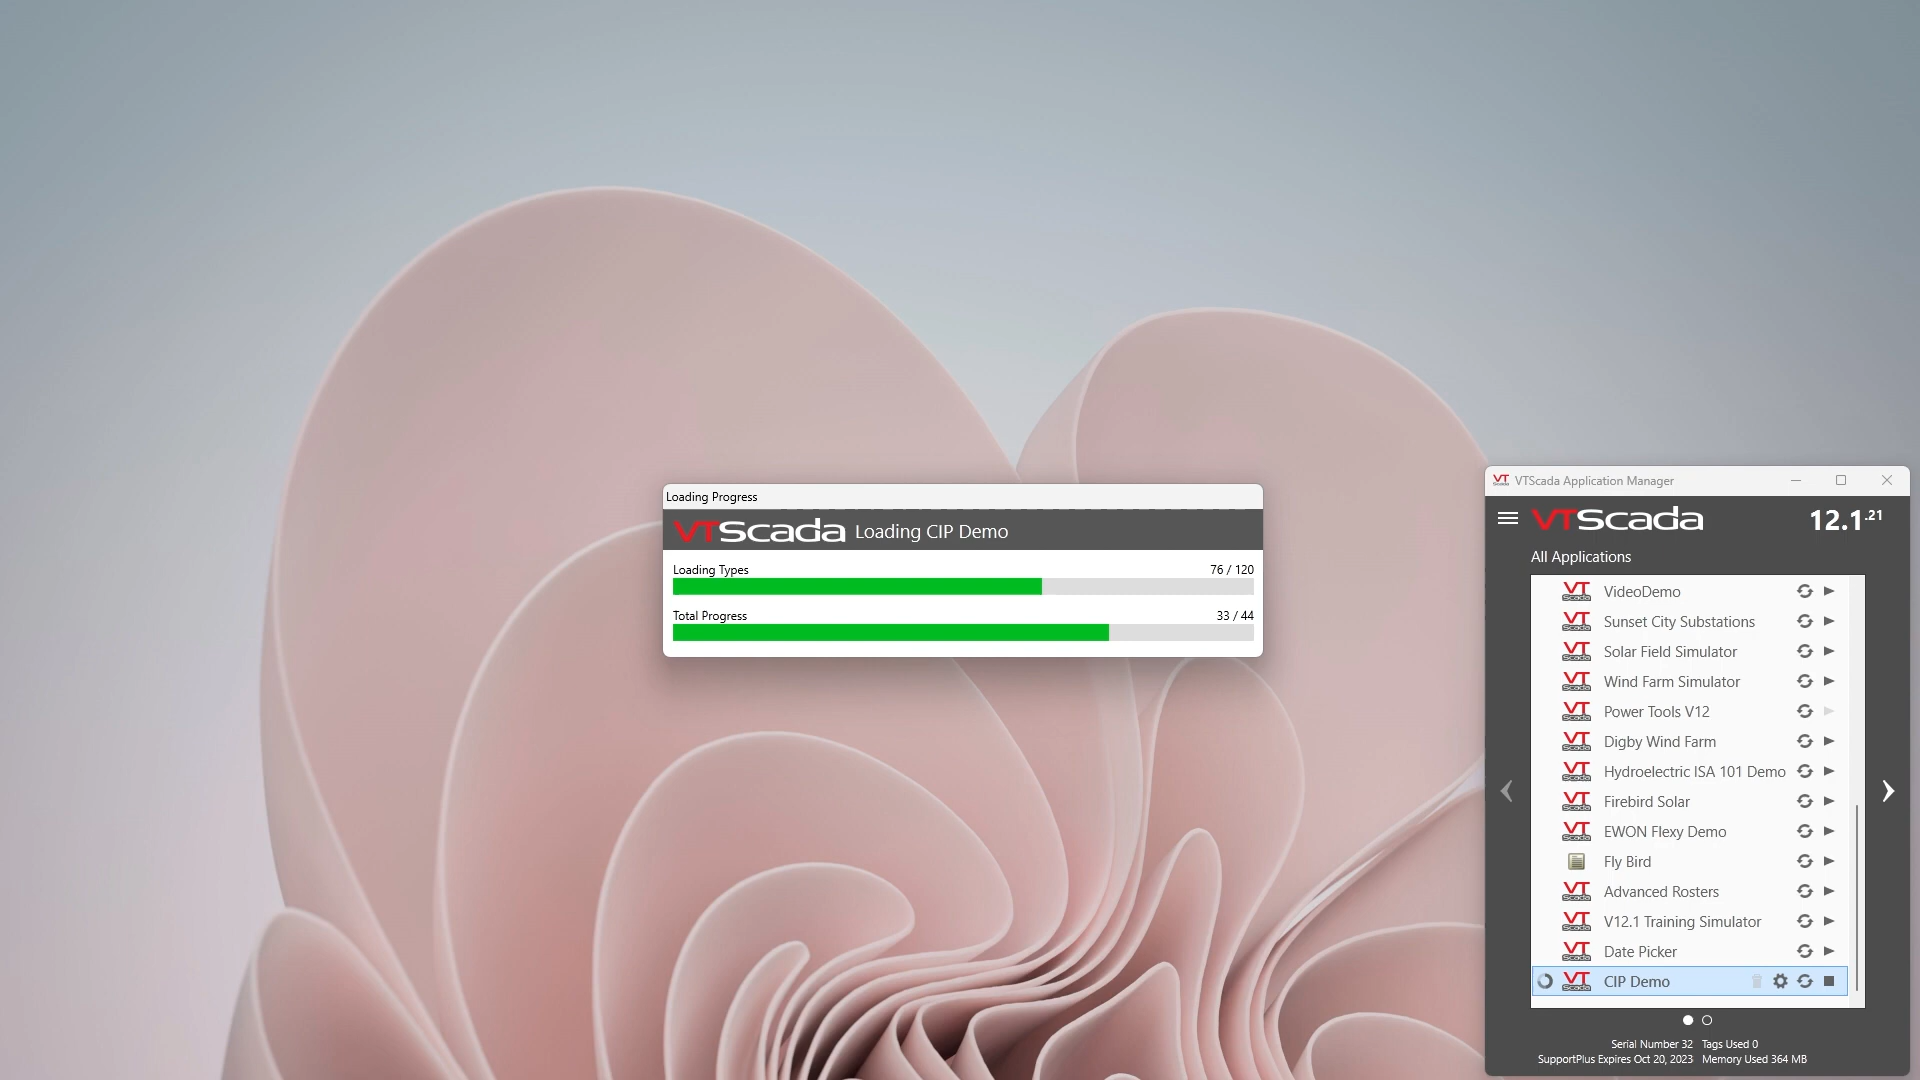 Loading Progress
VTScada Loading CIP Demo
Loading Types 76 / 120
Total Progress 33 / 44
VTScada Application Manager
VTScada 12.1.21
All Applications
VideoDemo
Sunset City Substations
Solar Field Simulator
Wind Farm Simulator
Power Tools V12
Digby Wind Farm
Hydroelectric ISA 101 Demo
Firebird Solar
EWON Flexy Demo
Fly Bird
Advanced Rosters
V12.1 Training Simulator
Date Picker
CIP Demo
Serial Number 32 Tags Used 0
SupportPlus Expires Oct 20, 2023 Memory Used 364 MB